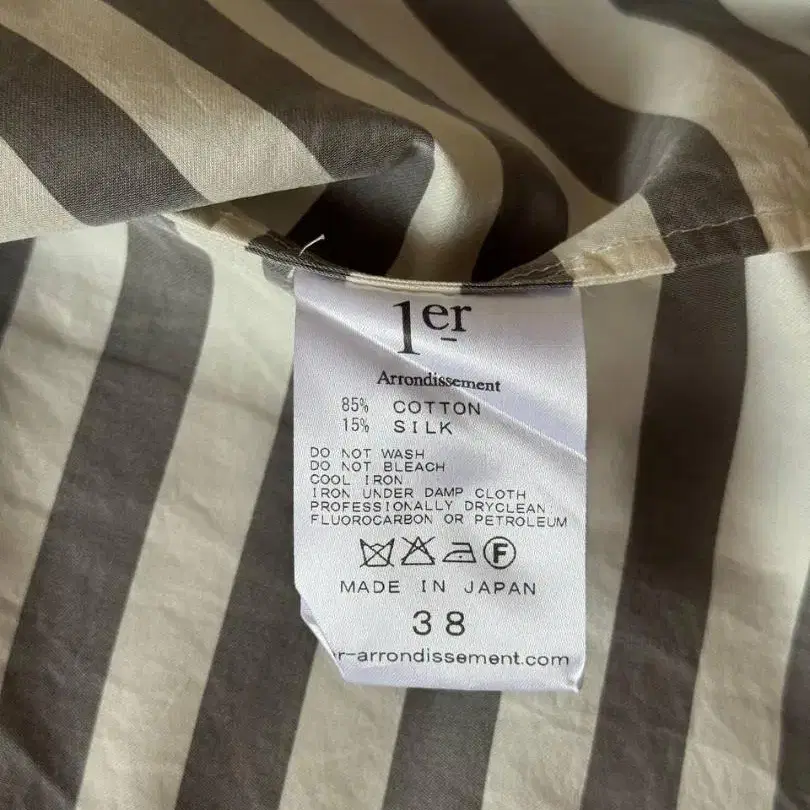 1er
Arrondissement
85% COTTON
15% SILK
DO NOT WASH
DO NOT BLEACH
COOL IRON
IRON UNDER DAMP CLOTH
PROFESSIONALLY DRYCLEAN:
FLUOROCARBON OR PETROLEUM
F
MADE IN JAPAN
38
r-arrondissement.com